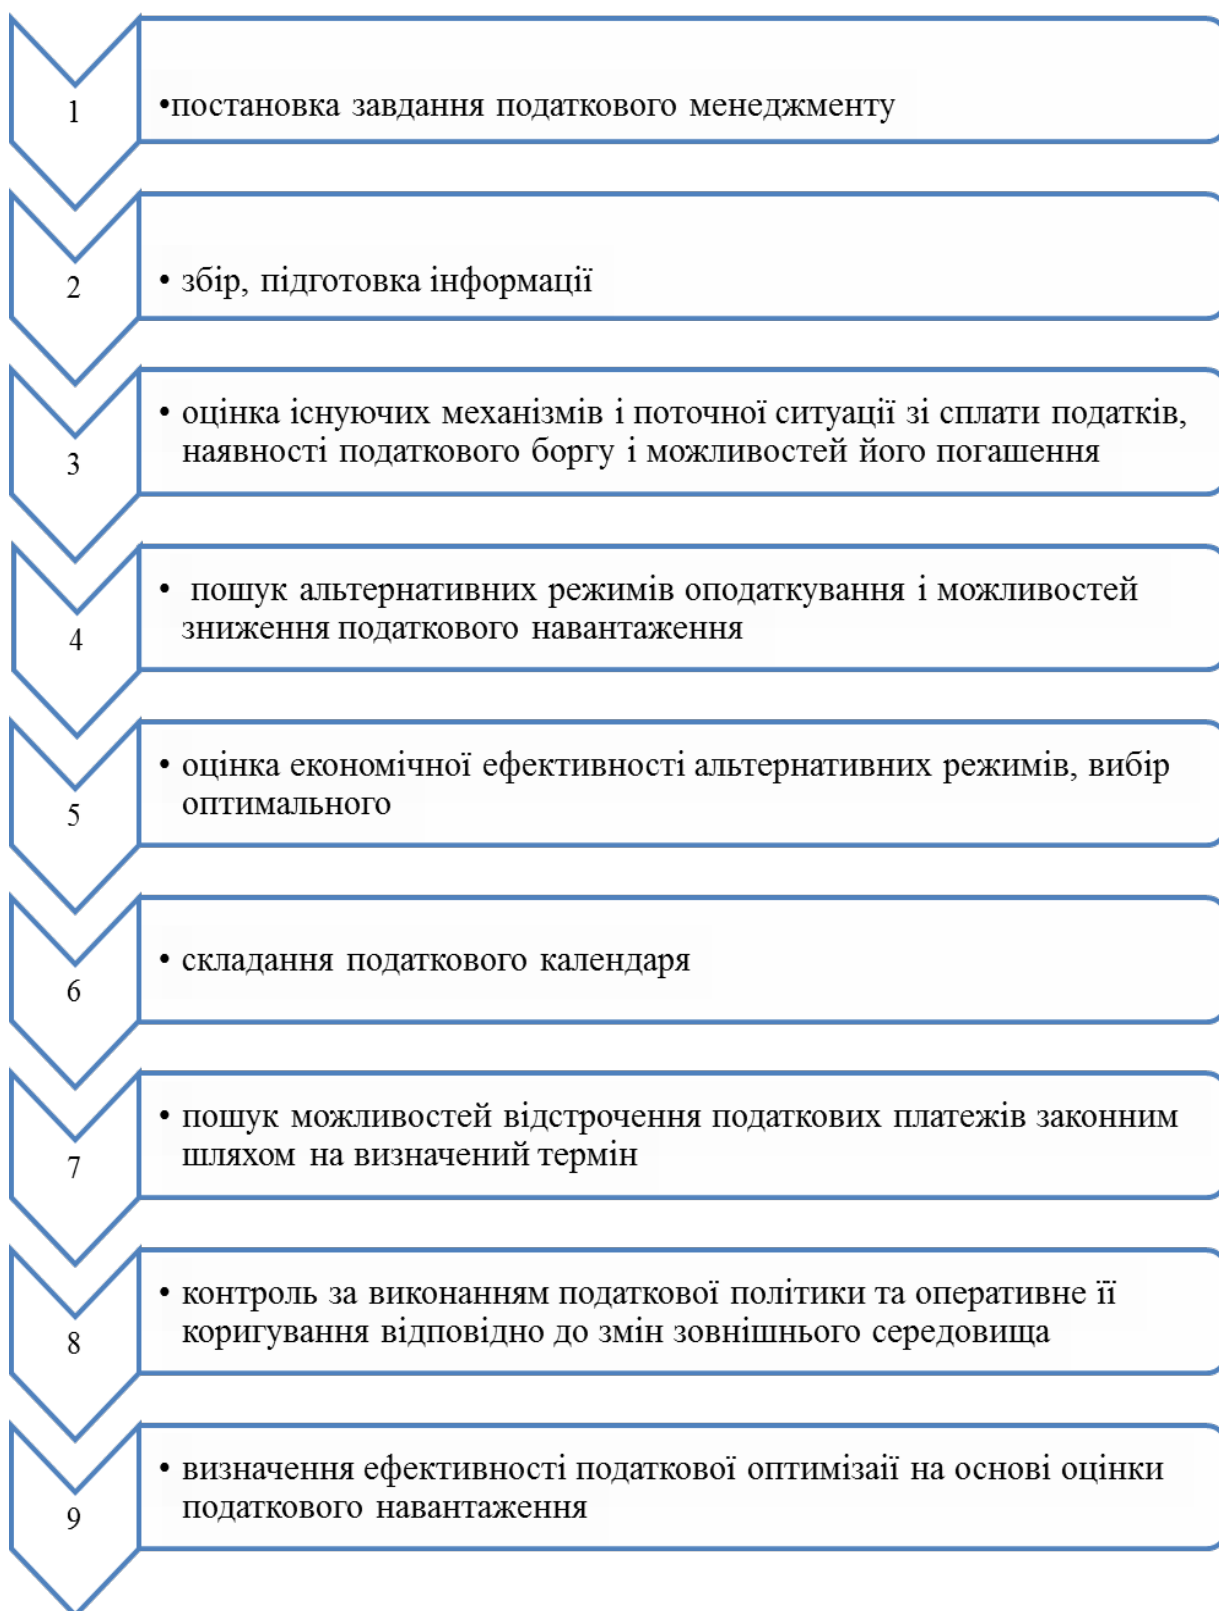 1
•постановка завдання податкового менеджменту
2
• збір, підготовка інформації
3
• оцінка існуючих механізмів і поточної ситуації зі сплати податків,
наявності податкового боргу і можливостей його погашення
4
• пошук альтернативних режимів оподаткування і можливостей
зниження податкового навантаження
5
• оцінка економічної ефективності альтернативних режимів, вибір
оптимального
6
• складання податкового календаря
7
• пошук можливостей відстрочення податкових платежів законним
шляхом на визначений термін
8
• контроль за виконанням податкової політики та оперативне її
коригування відповідно до змін зовнішнього середовища
9
• визначення ефективності податкової оптимізаії на основі оцінки
податкового навантаження